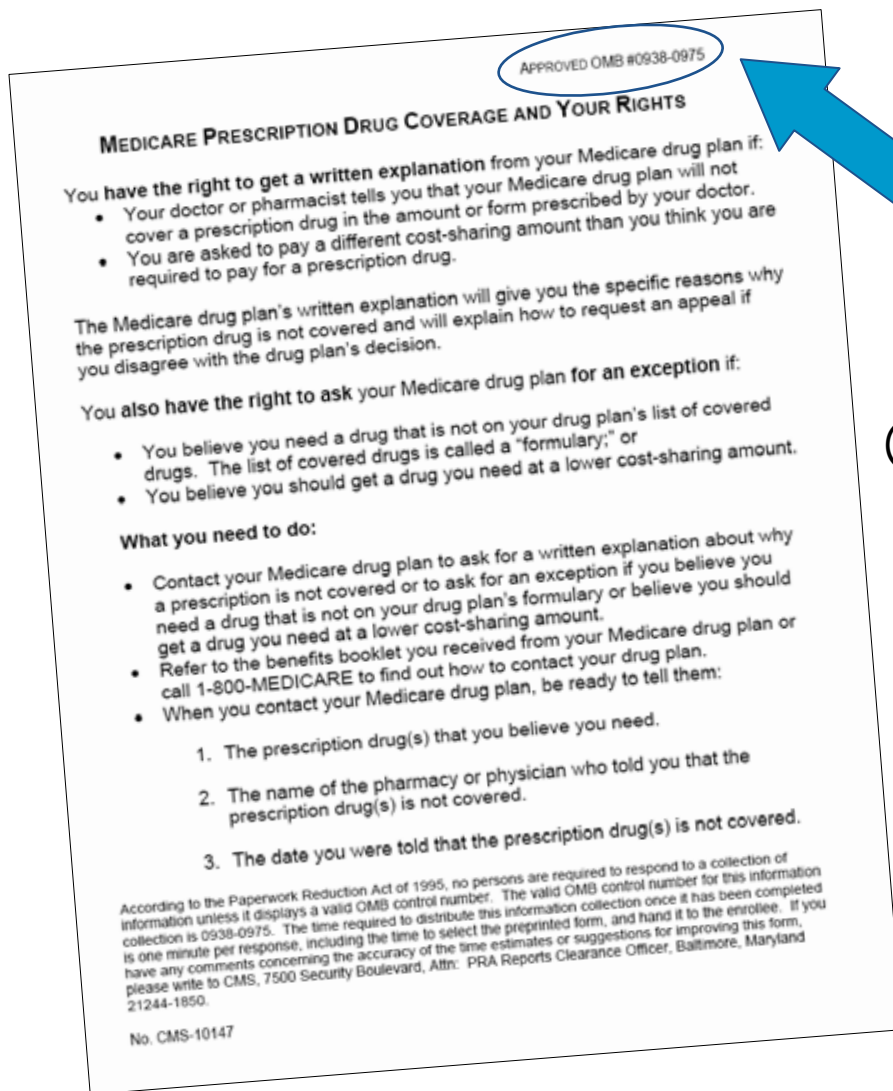 APPROVED OMB #0938-0975
MEDICARE PRESCRIPTION DRUG COVERAGE AND YOUR RIGHTS
You have the right to get a written explanation from your Medicare drug plan if:
• Your doctor or pharmacist tells you that your Medicare drug plan will not
cover a prescription drug in the amount or form prescribed by your doctor.
• You are asked to pay a different cost-sharing amount than you think you are
required to pay for a prescription drug.
The Medicare drug plan's written explanation will give you the specific reasons why
the prescription drug is not covered and will explain how to request an appeal if
you disagree with the drug plan's decision.
You also have the right to ask your Medicare drug plan for an exception if:
• You believe you need a drug that is not on your drug plan's list of covered
drugs. The list of covered drugs is called a "formulary;" or
• You believe you should get a drug you need at a lower cost-sharing amount.
What you need to do:
• Contact your Medicare drug plan to ask for a written explanation about why
a prescription is not covered or to ask for an exception if you believe you
need a drug that is not on your drug plan's formulary or believe you should
get a drug you need at a lower cost-sharing amount.
• Refer to the benefits booklet you received from your Medicare drug plan or
call 1-800-MEDICARE to find out how to contact your drug plan.
• When you contact your Medicare drug plan, be ready to tell them:
1. The prescription drug(s) that you believe you need.
2. The name of the pharmacy or physician who told you that the
prescription drug(s) is not covered.
3. The date you were told that the prescription drug(s) is not covered.
According to the Paperwork Reduction Act of 1995, no persons are required to respond to a collection of
information unless it displays a valid OMB control number. The valid OMB control number for this information
collection is 0938-0975. The time required to distribute this information collection once it has been completed
is one minute per response, including the time to select the preprinted form, and hand it to the enrollee. If you
have any comments concerning the accuracy of the time estimates or suggestions for improving this form,
please write to CMS, 7500 Security Boulevard, Attn: PRA Reports Clearance Officer, Baltimore, Maryland
21244-1850.
No. CMS-10147
(